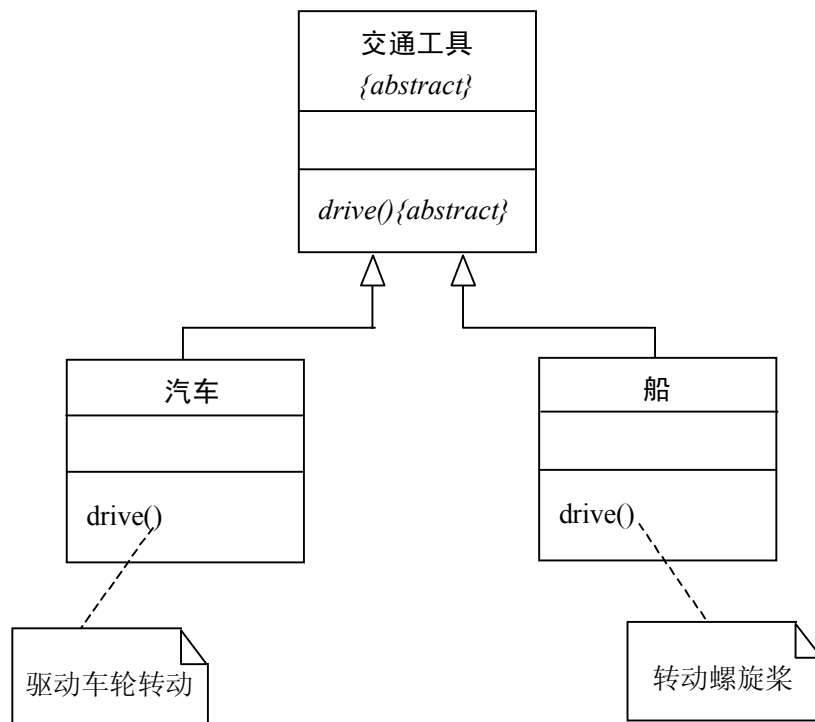 交通工具
{abstract}
drive(){abstract}
汽车
船
drive()
drive()
驱动车轮转动
转动螺旋桨